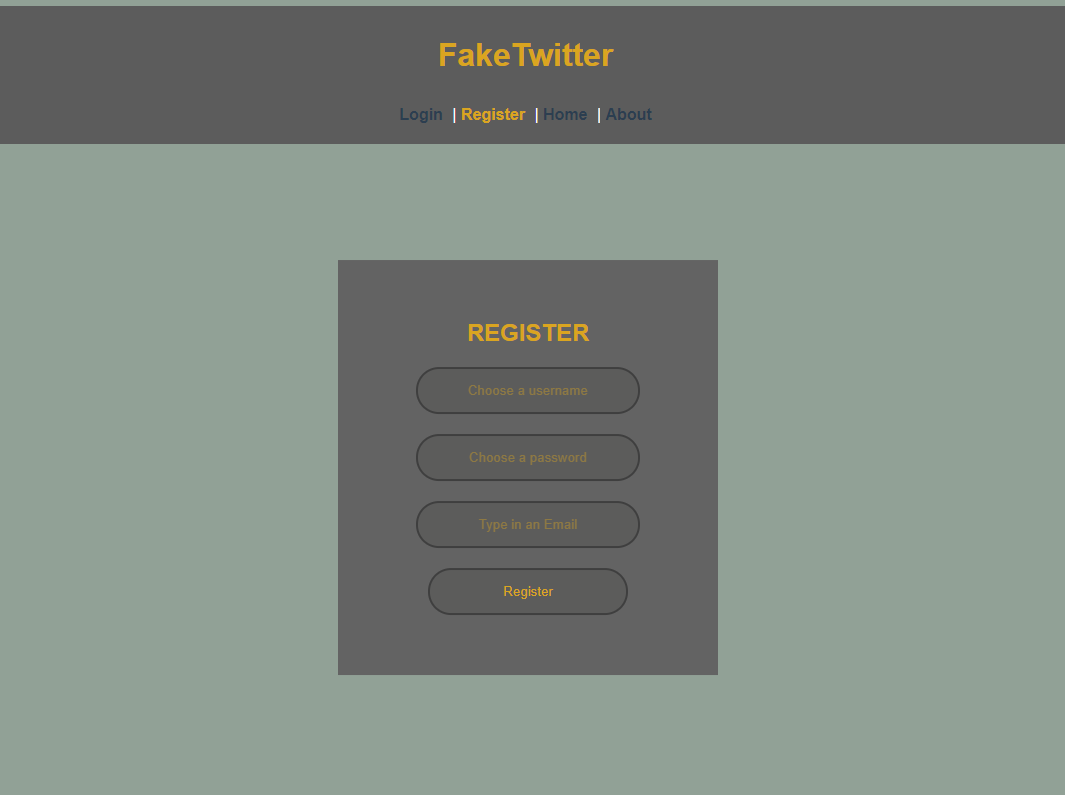 FakeTwitter
Login | Register | Home | About
REGISTER
Choose a username
Choose a password
Type in an Email
Register